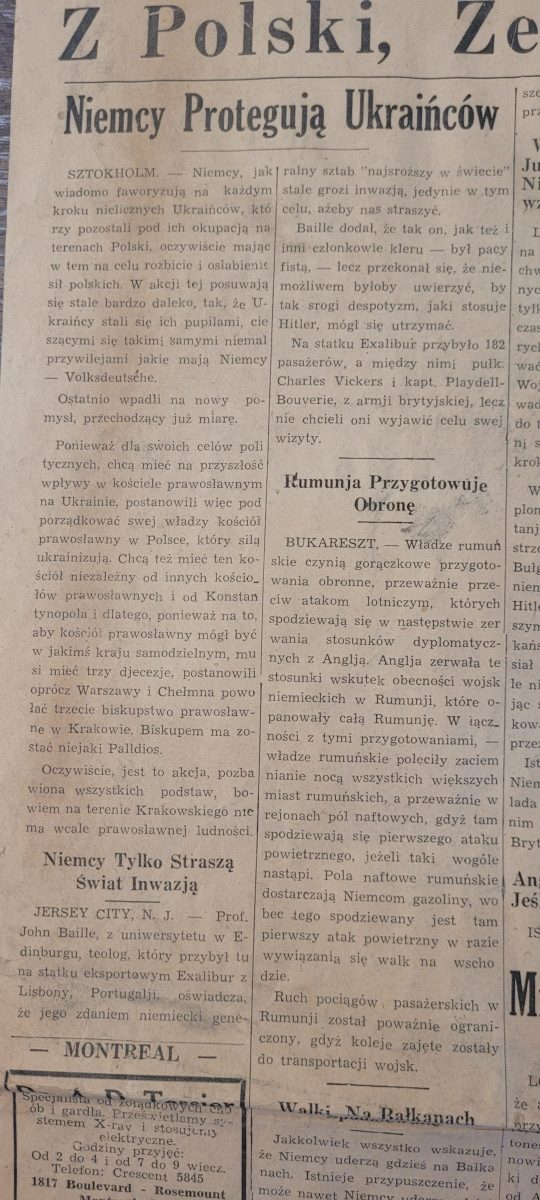 Z Polski, Ze
Niemcy Protegują Ukraińców
SZTOKHOLM. — Niemcy, jak
wiadomo faworyzują na każdym
kroku nielicznych Ukraińców, któ
rzy pozostali pod ich okupacją na
terenach Polski, oczywiście mając
w tem na celu rozbicie i osłabienie
sił polskich. W akcji tej posuwają
się stale bardzo daleko, tak, że U-
kraińcy stali się ich pupilami, cie
szącymi się takimi samymi niemal
przywilejami jakie mają Niemcy
— Volksdeutsche.
Ostatnio wpadli na nowy po-
mysł, przechodzący już miarę.
Ponieważ dla swoich celów poli
tycznych, chcą mieć na przyszłość
wpływy w kościele prawosławnym
na Ukrainie, postanowili więc pod
porządkować swej władzy kościół
prawosławny w Polsce, który siłą
ukrainizują. Chcą też mieć ten ko-
ściół niezależny od innych kościo_
łów prawosławnych i od Konstan
tynopola i dlatego, ponieważ na to,
aby kościół prawosławny mógł być
w jakimś kraju samodzielnym, mu
si mieć trzy djecezje, postanowili
oprócz Warszawy i Chełmna powo
łać trzecie biskupstwo prawosław-
ne w Krakowie. Biskupem ma zo-
stać niejaki Palldios.
Oczywiście, jest to akcja, pozba
wiona wszystkich podstaw, bo-
wiem na terenie Krakowskiego nie
ma wcale prawosławnej ludności.
Niemcy Tylko Straszą
Świat Inwazją
JERSEY CITY, N. J. — Prof.
John Baille, z uniwersytetu w E-
dinburgu, teolog, który przybył tu
na statku eksportowym Exalibur z
Lisbony, Portugalji, oświadcza,
że jego zdaniem niemiecki gene-
— MONTREAL —
Specjalista od żołądkowych cho
ób i gardła. Prześwietlamy sy-
stemem X-ray i stosujemy
elektryczne.
Godziny przyjęć:
Od 2 do 4 i od 7 do 9 wiecz.
Telefon: Crescent 5845
1817 Boulevard - Rosemount
ralny sztab "najsroższy w świecie"
stale grozi inwazją, jedynie w tym
celu, ażeby nas straszyć.
Baille dodał, że tak on, jak też i
inni członkowie kleru — był pacy
fistą, — lecz przekonał się, że nie-
możliwem byłoby uwierzyć, by
tak srogi despotyzm, jaki stosuje
Hitler, mógł się utrzymać.
Na statku Exalibur przybyło 182
pasażerów, a między nimi pułk.
Charles Vickers i kapt. Playdell-
Bouverie, z armji brytyjskiej, lecz
nie chcieli oni wyjawić celu swej
wizyty.
Rumunja Przygotowuje
Obronę
BUKARESZT, — Władze rumuń
skie czynią gorączkowe przygoto-
wania obronne, przeważnie prze-
ciw atakom lotniczym, których
spodziewają się w następstwie zer
wania stosunków dyplomatycz-
nych z Anglją. Anglja zerwała te
stosunki wskutek obecności wojsk
niemieckich w Rumunji, które o-
panowały całą Rumunję. W łącz_
ności z tymi przygotowaniami, —
władze rumuńskie poleciły zaciem
nianie nocą wszystkich większych
miast rumuńskich, a przeważnie w
rejonach pól naftowych, gdyż tam
spodziewają się pierwszego ataku
powietrznego, jeżeli taki wogóle
nastąpi. Pola naftowe rumuńskie
dostarczają Niemcom gazoliny, wo
bec tego spodziewany jest tam
pierwszy atak powietrzny w razie
wywiązania się walk na wscho
dzie.
Ruch pociągów pasażerskich w
Rumunji został poważnie ograni-
czony, gdyż koleje zajęte zostały
do transportacji wojsk.
Walki Na Bałkanach
Jakkolwiek wszystko wskazuje,
że Niemcy uderzą gdzieś na Bałka
nach. Istnieje przypuszczenie, że
może nawet Niemcy